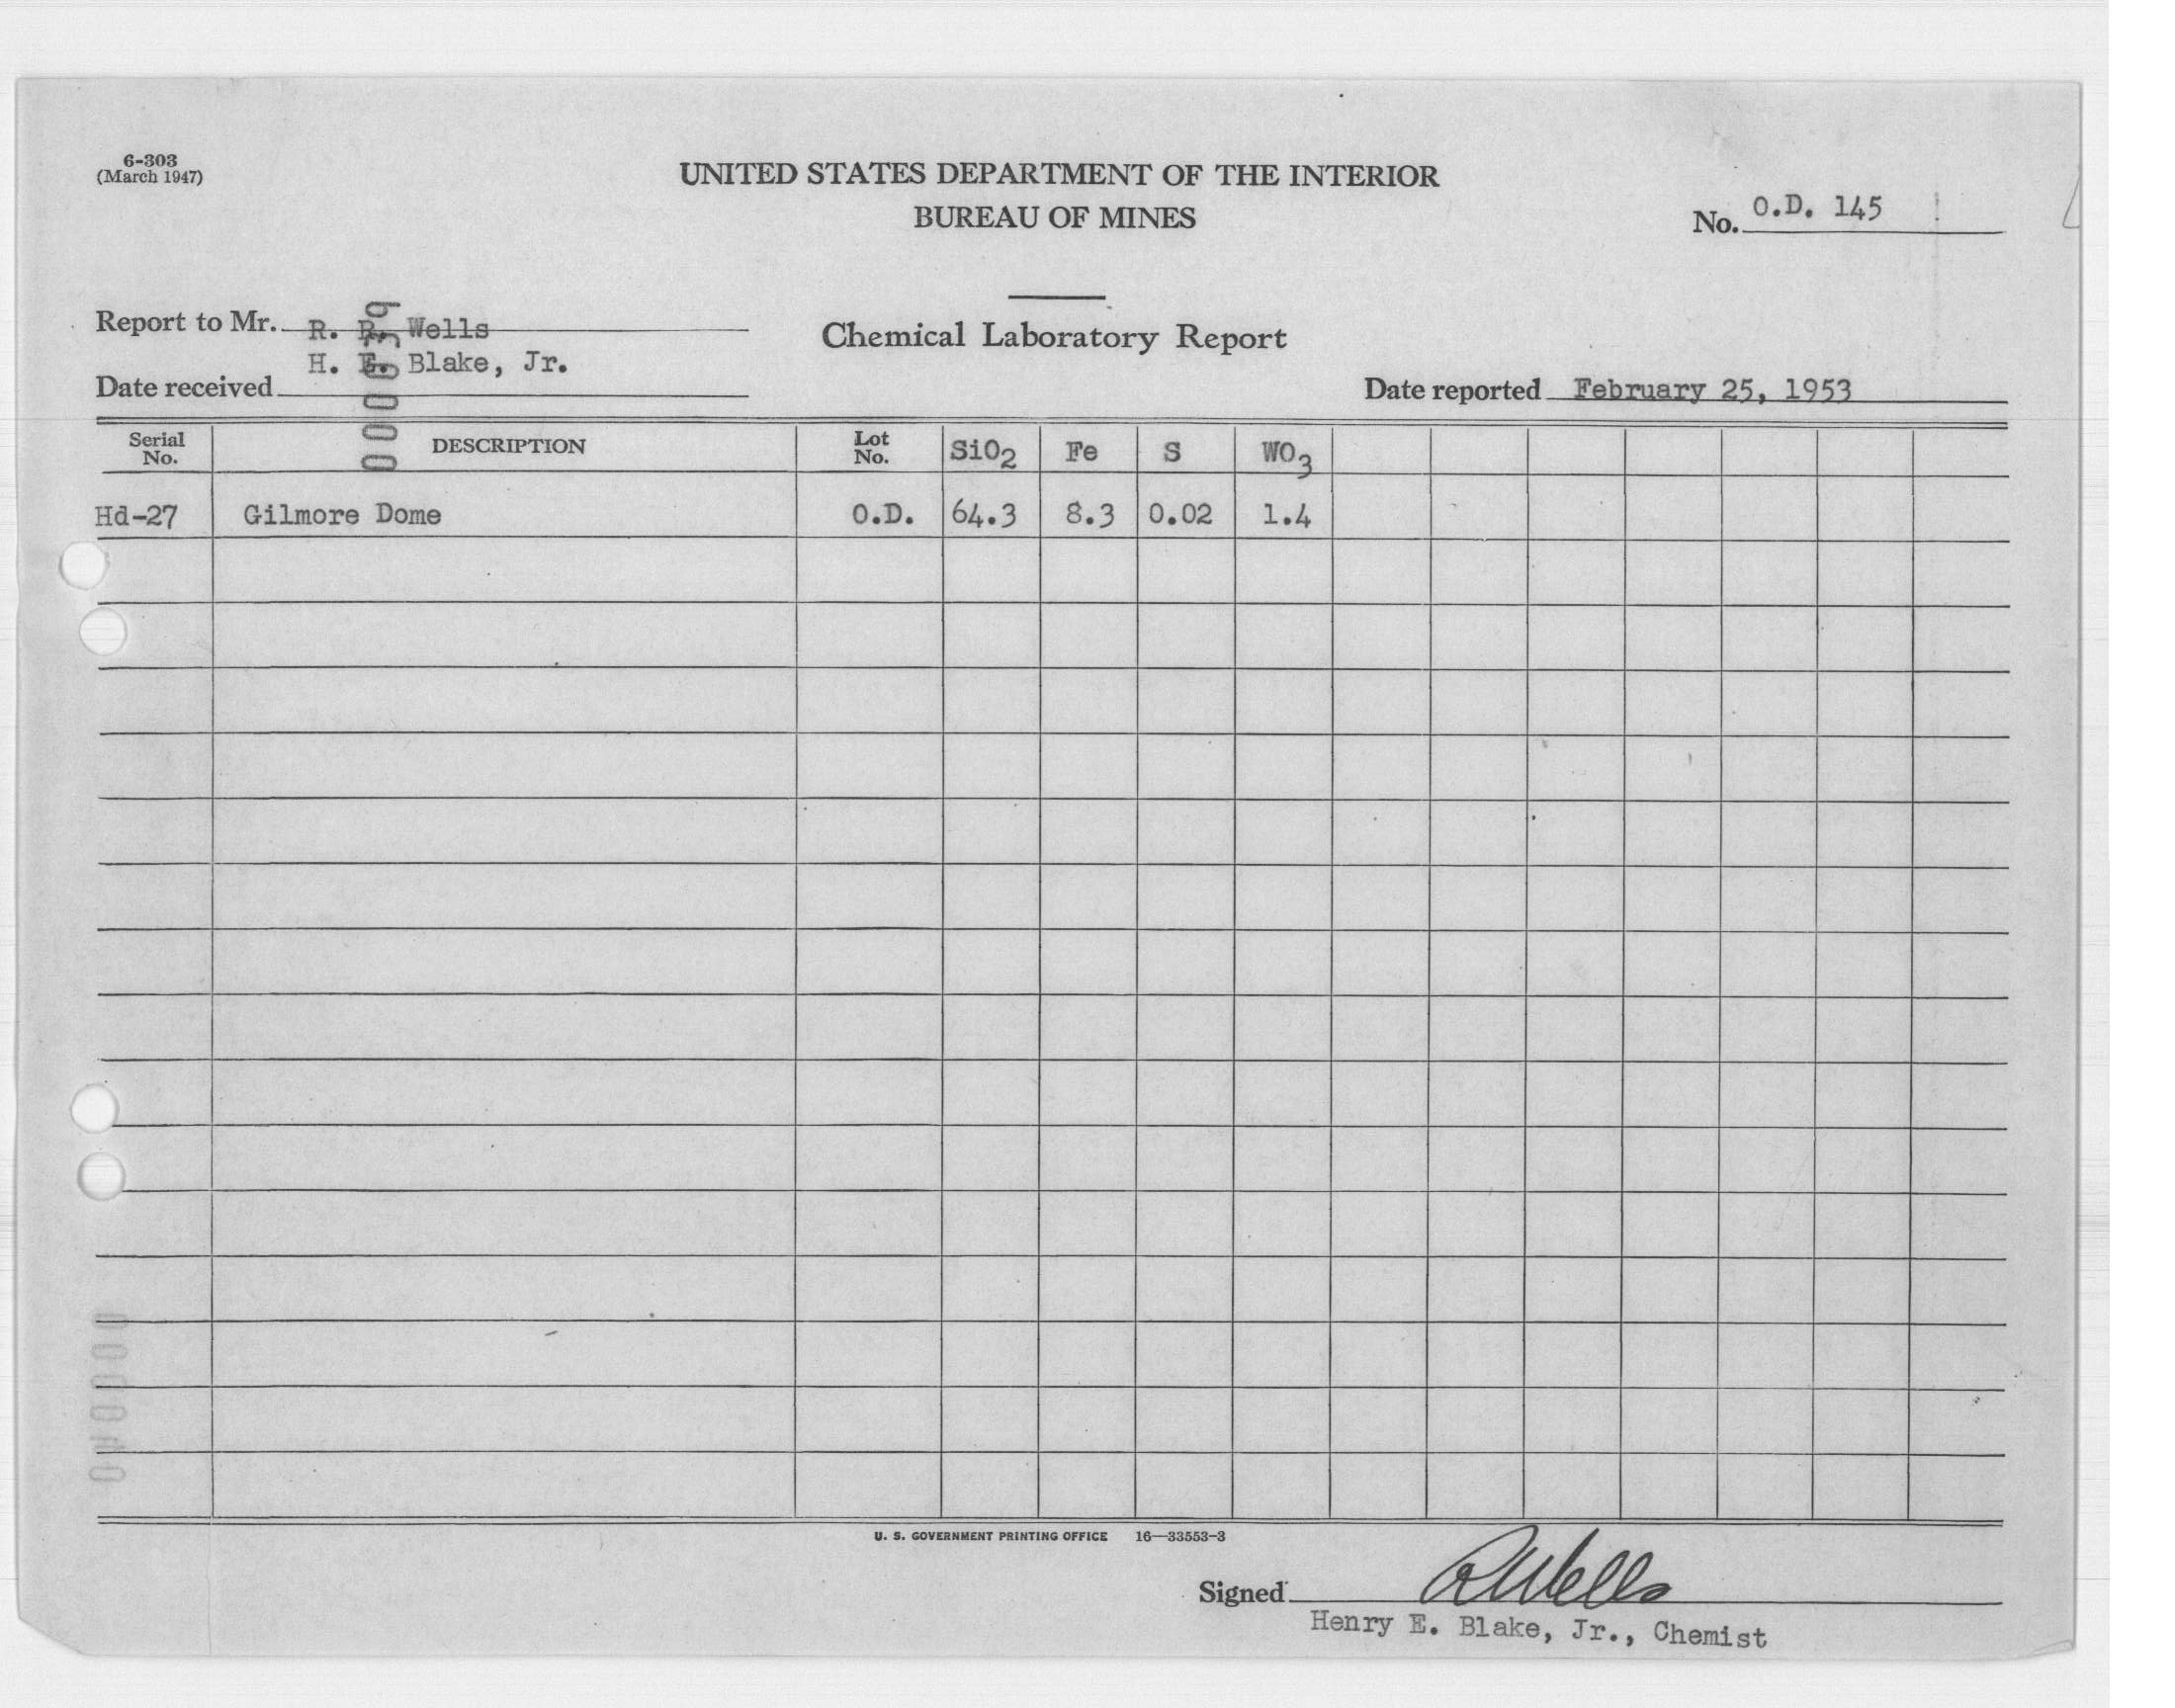 6-303
(March 1947)
UNITED STATES DEPARTMENT OF THE INTERIOR
BUREAU OF MINES
No. O.D. 145
Report to Mr. R. R. Wells
H. E. Blake, Jr.
Chemical Laboratory Report
Date received
Date reported February 25, 1953
Serial No. DESCRIPTION Lot No. SiO2 Fe S WO3
Hd-27 Gilmore Dome O.D. 64.3 8.3 0.02 1.4
U. S. GOVERNMENT PRINTING OFFICE 16—33553-3
Signed RWells
Henry E. Blake, Jr., Chemist